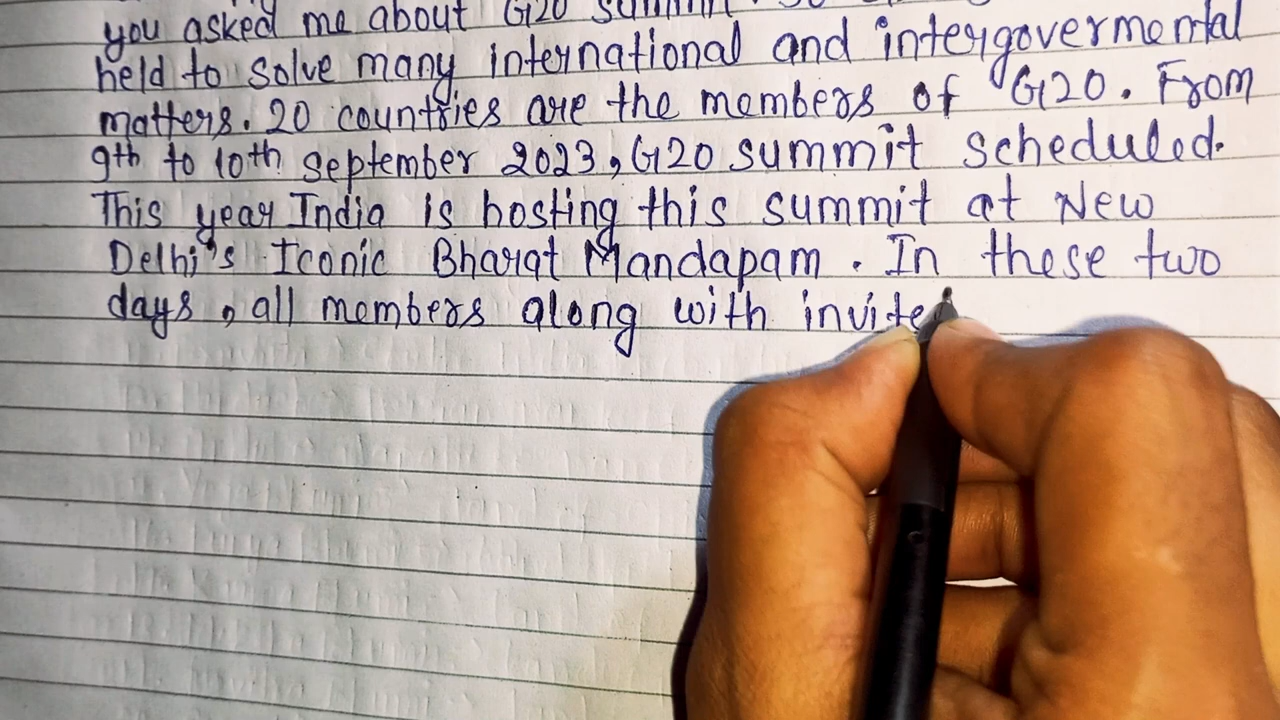 you asked me about G20 summit.
held to solve many international and intergovermental
matters. 20 countries are the members of G20. From
9th to 10th September 2023, G20 summit scheduled.
This year India is hosting this summit at New
Delhi's Iconic Bharat Mandapam. In these two
days, all members along with invite